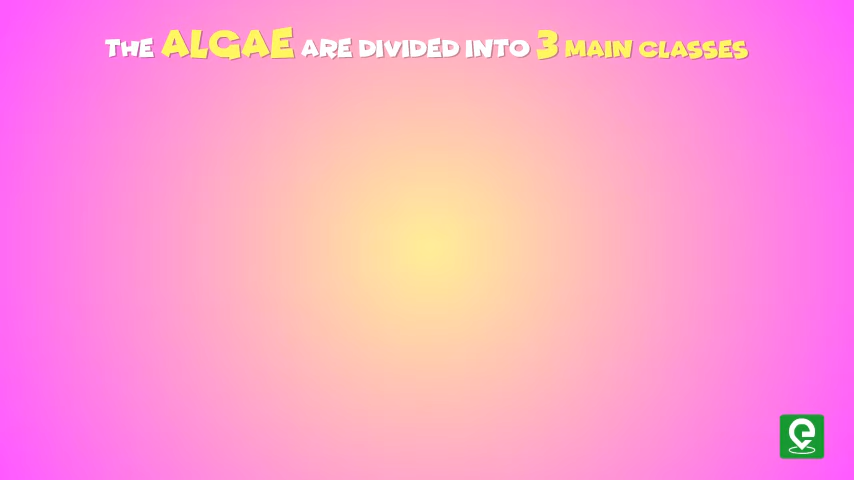 THE ALGAE ARE DIVIDED INTO 3 MAIN CLASSES